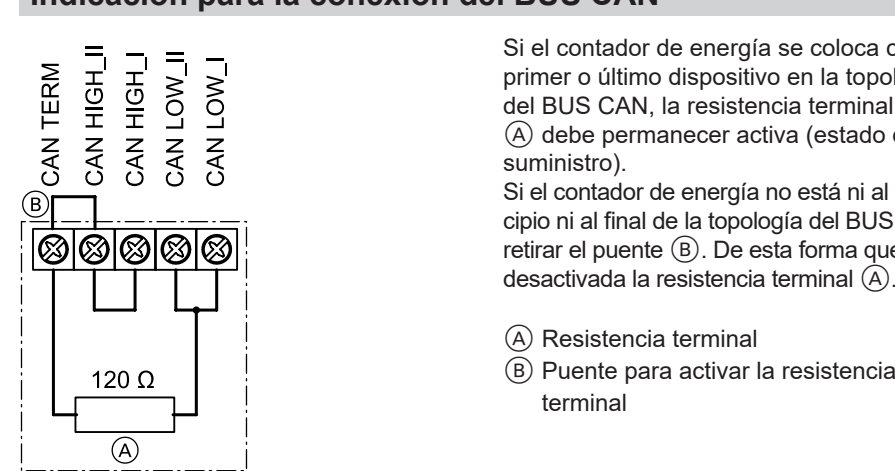 Indicación para la conexión del BUS CAN
CAN TERM
CAN HIGH_II
CAN HIGH_I
CAN LOW_II
CAN LOW_I
B
120 Ω
A
Si el contador de energía se coloca
primer o último dispositivo en la
del BUS CAN, la resistencia terminal
Ⓐ debe permanecer activa (estado
suministro).
Si el contador de energía no está ni al
cipio ni al final de la topología del BUS
retirar el puente Ⓑ. De esta forma
desactivada la resistencia terminal Ⓐ.
Ⓐ Resistencia terminal
Ⓑ Puente para activar la resistencia
terminal